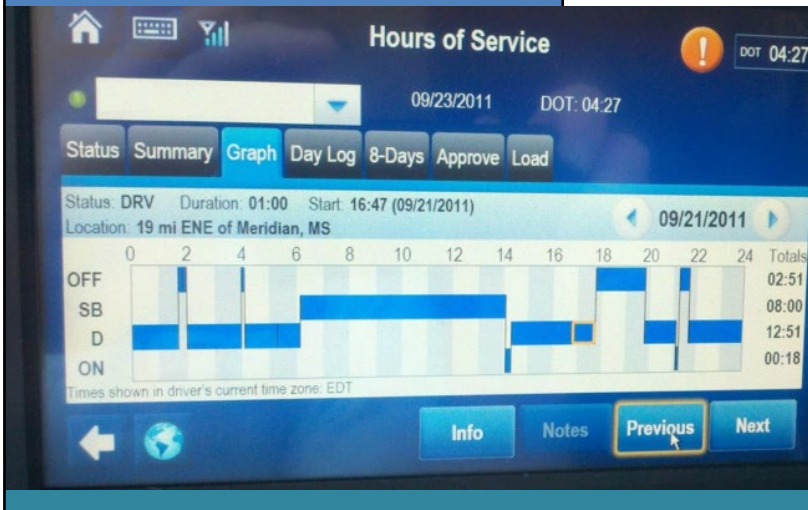 Hours of Service
DOT 04:27
09/23/2011 DOT: 04:27
Status Summary Graph Day Log 8-Days Approve Load
Status: DRV Duration: 01:00 Start: 16:47 (09/21/2011)
Location: 19 mi ENE of Meridian, MS
09/21/2011
0 2 4 6 8 10 12 14 16 18 20 22 24 Totals
OFF 02:51
SB 08:00
D 12:51
ON 00:18
Times shown in driver's current time zone: EDT
Info Notes Previous Next